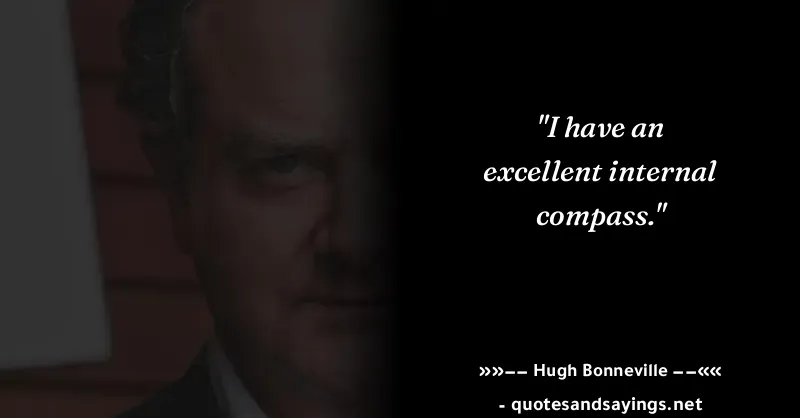 "I have an
excellent internal
compass."
»»−− Hugh Bonneville −−««
- quotesandsayings.net